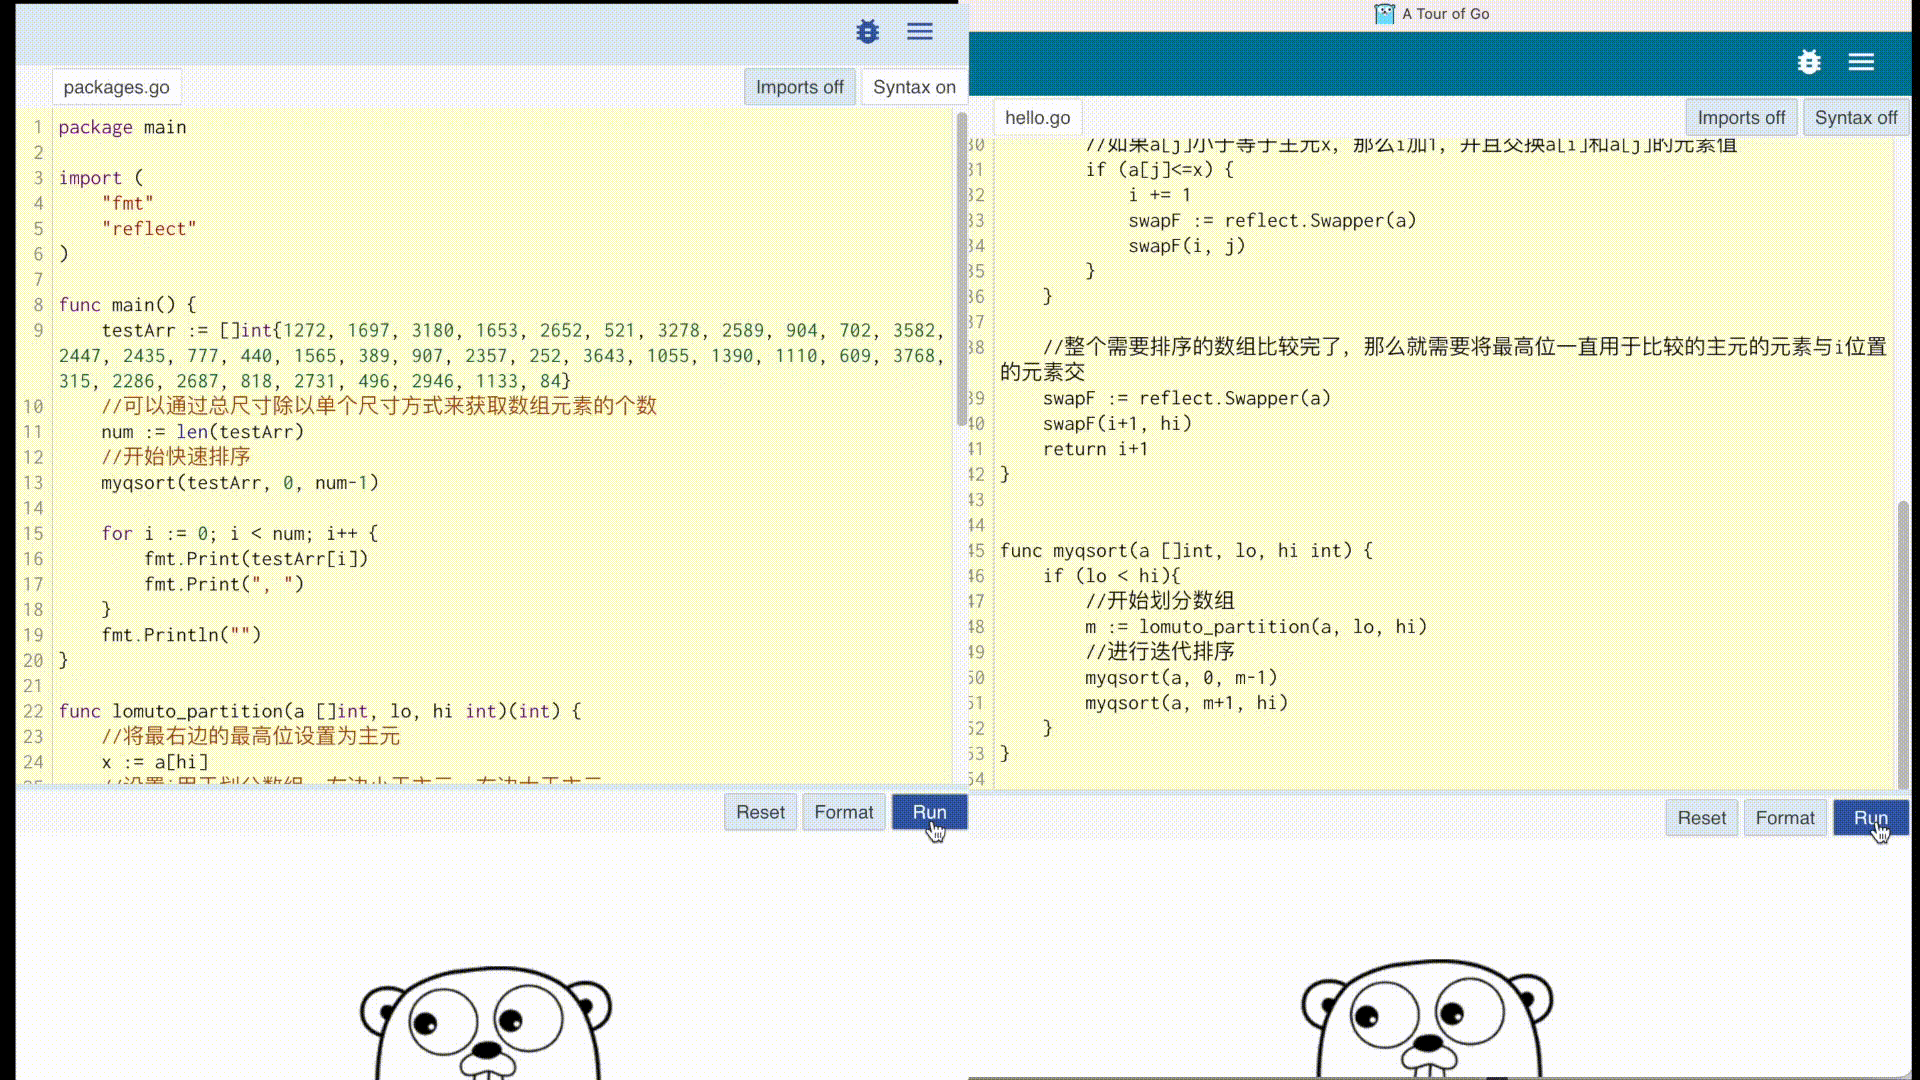 packages.go
Imports off
Syntax on
1 package main
2
3 import (
4 "fmt"
5 "reflect"
6 )
7
8 func main() {
9 testArr := []int{1272, 1697, 3180, 1653, 2652, 521, 3278, 2589, 904, 702, 3582,
2447, 2435, 777, 440, 1565, 389, 907, 2357, 252, 3643, 1055, 1390, 1110, 609, 3768,
315, 2286, 2687, 818, 2731, 496, 2946, 1133, 84}
10 //可以通过总尺寸除以单个尺寸方式来获取数组元素的个数
11 num := len(testArr)
12 //开始快速排序
13 myqsort(testArr, 0, num-1)
14
15 for i := 0; i < num; i++ {
16 fmt.Print(testArr[i])
17 fmt.Print(", ")
18 }
19 fmt.Println("")
20 }
21
22 func lomuto_partition(a []int, lo, hi int)(int) {
23 //将最右边的最高位设置为主元
24 x := a[hi]
Reset
Format
Run
A Tour of Go
hello.go
Imports off
Syntax off
30 //如果a[j]小于等于主元x, 那么i加1, 并且交换a[i]和a[j]的元素值
31 if (a[j]<=x) {
32 i += 1
33 swapF := reflect.Swapper(a)
34 swapF(i, j)
35 }
36 }
37
38 //整个需要排序的数组比较完了, 那么就需要将最高位一直用于比较的主元的元素与i位置
的元素交
39 swapF := reflect.Swapper(a)
40 swapF(i+1, hi)
41 return i+1
42 }
43
44
45 func myqsort(a []int, lo, hi int) {
46 if (lo < hi){
47 //开始划分数组
48 m := lomuto_partition(a, lo, hi)
49 //进行迭代排序
50 myqsort(a, 0, m-1)
51 myqsort(a, m+1, hi)
52 }
53 }
54
Reset
Format
Run